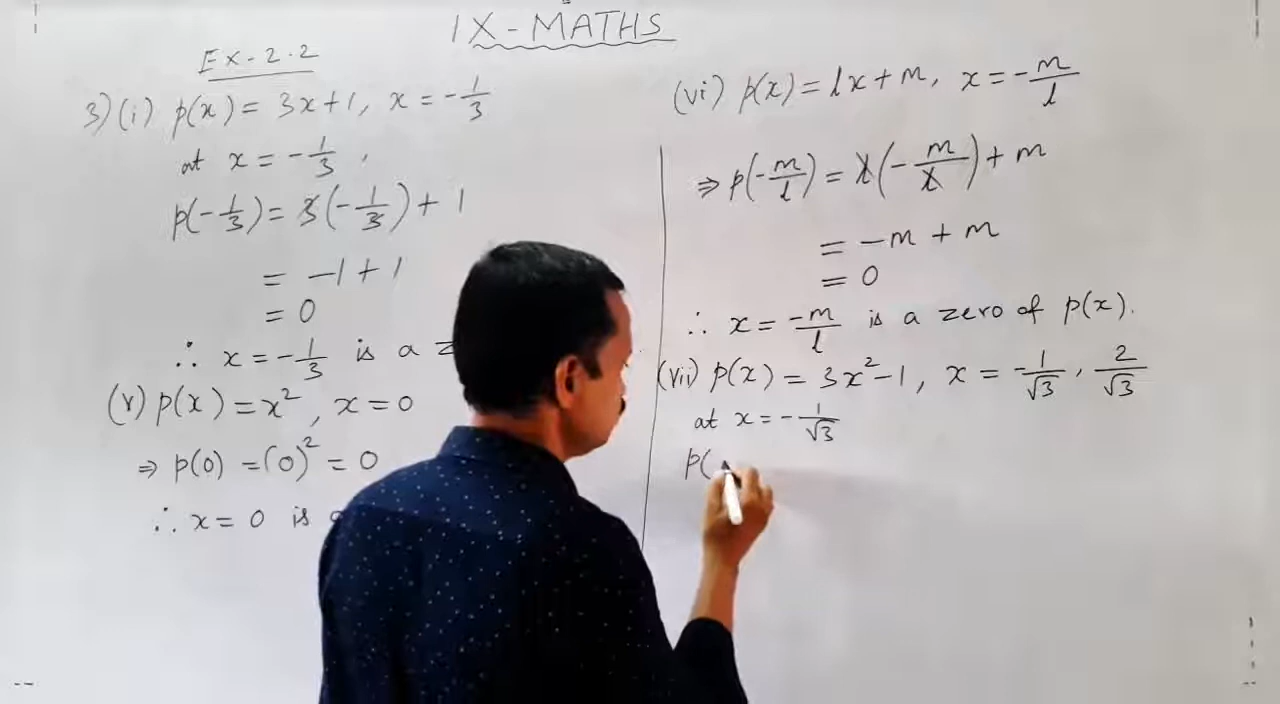 IX-MATHS
Ex-2.2
3)(i) p(x) = 3x+1, x = -1/3
at x = -1/3,
p(-1/3) = 3(-1/3) + 1
= -1+1
= 0
∴ x = -1/3 is a
(v) p(x) = x², x=0
⇒ p(0) = (0)² = 0
∴ x = 0 is
(vi) p(x) = lx+m, x = -m/l
⇒ p(-m/l) = l(-m/l) + m
= -m + m
= 0
∴ x = -m/l is a zero of p(x).
(vii) p(x) = 3x²-1, x = -1/√3, 2/√3
at x = -1/√3
p(